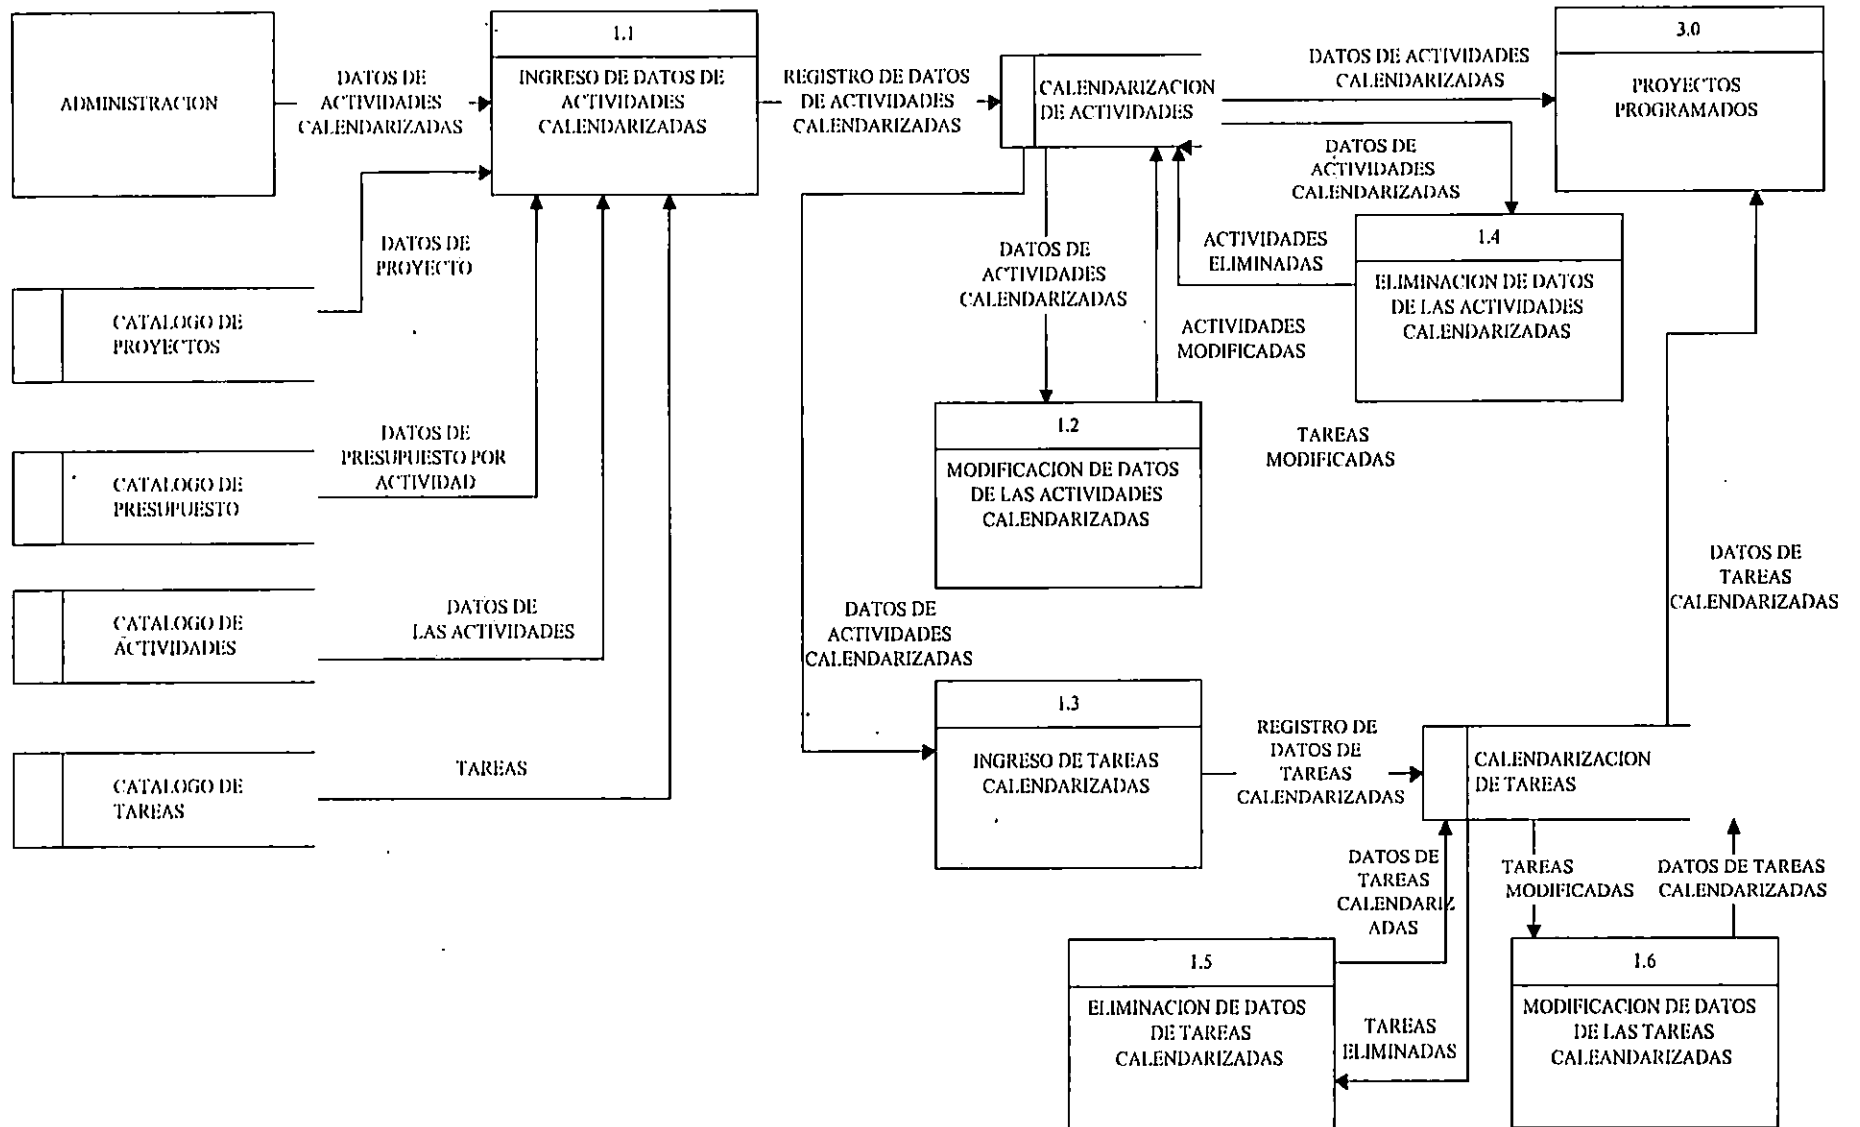 ADMINISTRACION
DATOS DE
ACTIVIDADES
CALENDARIZADAS
1.1
INGRESO DE DATOS DE
ACTIVIDADES
CALENDARIZADAS
REGISTRO DE DATOS
DE ACTIVIDADES
CALENDARIZADAS
CALENDARIZACION
DE ACTIVIDADES
DATOS DE ACTIVIDADES
CALENDARIZADAS
3.0
PROYECTOS
PROGRAMADOS
DATOS DE
ACTIVIDADES
CALENDARIZADAS
DATOS DE
PROYECTO
DATOS DE
ACTIVIDADES
CALENDARIZADAS
ACTIVIDADES
ELIMINADAS
1.4
ELIMINACION DE DATOS
DE LAS ACTIVIDADES
CALENDARIZADAS
CATALOGO DE
PROYECTOS
ACTIVIDADES
MODIFICADAS
DATOS DE
PRESUPUESTO POR
ACTIVIDAD
1.2
MODIFICACION DE DATOS
DE LAS ACTIVIDADES
CALENDARIZADAS
TAREAS
MODIFICADAS
CATALOGO DE
PRESUPUESTO
DATOS DE
TAREAS
CALENDARIZADAS
CATALOGO DE
ACTIVIDADES
DATOS DE
LAS ACTIVIDADES
DATOS DE
ACTIVIDADES
CALENDARIZADAS
1.3
INGRESO DE TAREAS
CALENDARIZADAS
REGISTRO DE
DATOS DE
TAREAS
CALENDARIZADAS
CALENDARIZACION
DE TAREAS
CATALOGO DE
TAREAS
TAREAS
DATOS DE
TAREAS
CALENDARIZ
ADAS
TAREAS
MODIFICADAS
DATOS DE TAREAS
CALENDARIZADAS
1.5
ELIMINACION DE DATOS
DE TAREAS
CALENDARIZADAS
TAREAS
ELIMINADAS
1.6
MODIFICACION DE DATOS
DE LAS TAREAS
CALEANDARIZADAS